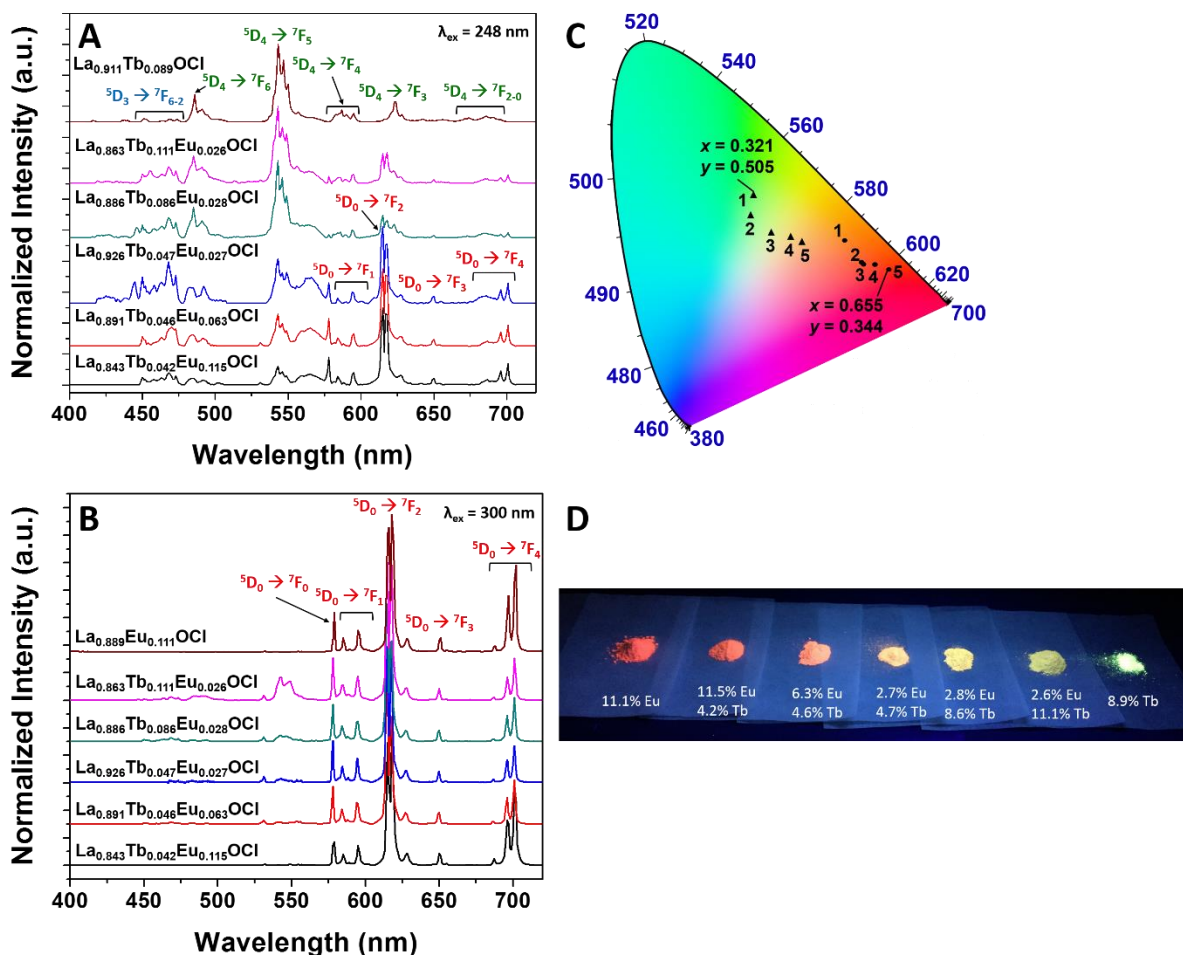 A
λex = 248 nm
⁵D₄ → ⁷F₅
La₀.₉₁₁Tb₀.₀₈₉OCl
⁵D₄ → ⁷F₄
⁵D₃ → ⁷F₆₋₂
⁵D₄ → ⁷F₆
⁵D₄ → ⁷F₃
⁵D₄ → ⁷F₂₋₀
La₀.₈₆₃Tb₀.₁₁₁Eu₀.₀₂₆OCl
La₀.₈₈₆Tb₀.₀₈₆Eu₀.₀₂₈OCl
⁵D₀ → ⁷F₂
La₀.₉₂₆Tb₀.₀₄₇Eu₀.₀₂₇OCl
⁵D₀ → ⁷F₁
⁵D₀ → ⁷F₃
⁵D₀ → ⁷F₄
La₀.₈₉₁Tb₀.₀₄₆Eu₀.₀₆₃OCl
La₀.₈₄₃Tb₀.₀₄₂Eu₀.₁₁₅OCl
Normalized Intensity (a.u.)
400 450 500 550 600 650 700
Wavelength (nm)
C
520
540
560
580
600
620
700
500
490
480
460
380
x = 0.321
y = 0.505
1
2
3
4
5
1
2
3
4
5
x = 0.655
y = 0.344
B
λex = 300 nm
⁵D₀ → ⁷F₂
⁵D₀ → ⁷F₄
⁵D₀ → ⁷F₀
⁵D₀ → ⁷F₁
⁵D₀ → ⁷F₃
La₀.₈₈₉Eu₀.₁₁₁OCl
La₀.₈₆₃Tb₀.₁₁₁Eu₀.₀₂₆OCl
La₀.₈₈₆Tb₀.₀₈₆Eu₀.₀₂₈OCl
La₀.₉₂₆Tb₀.₀₄₇Eu₀.₀₂₇OCl
La₀.₈₉₁Tb₀.₀₄₆Eu₀.₀₆₃OCl
La₀.₈₄₃Tb₀.₀₄₂Eu₀.₁₁₅OCl
Normalized Intensity (a.u.)
400 450 500 550 600 650 700
Wavelength (nm)
D
11.1% Eu
11.5% Eu
4.2% Tb
6.3% Eu
4.6% Tb
2.7% Eu
4.7% Tb
2.8% Eu
8.6% Tb
2.6% Eu
11.1% Tb
8.9% Tb